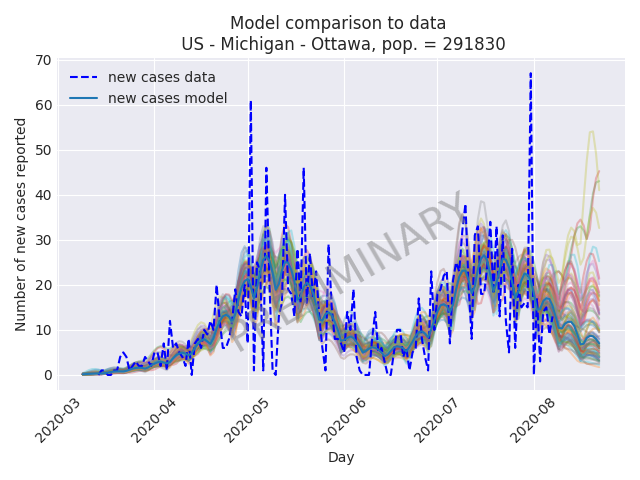 Model comparison to data
US - Michigan - Ottawa, pop. = 291830
Number of new cases reported
70
60
50
40
30
20
10
0
new cases data
new cases model
PRELIMINARY
2020-03
2020-04
2020-05
2020-06
2020-07
2020-08
Day